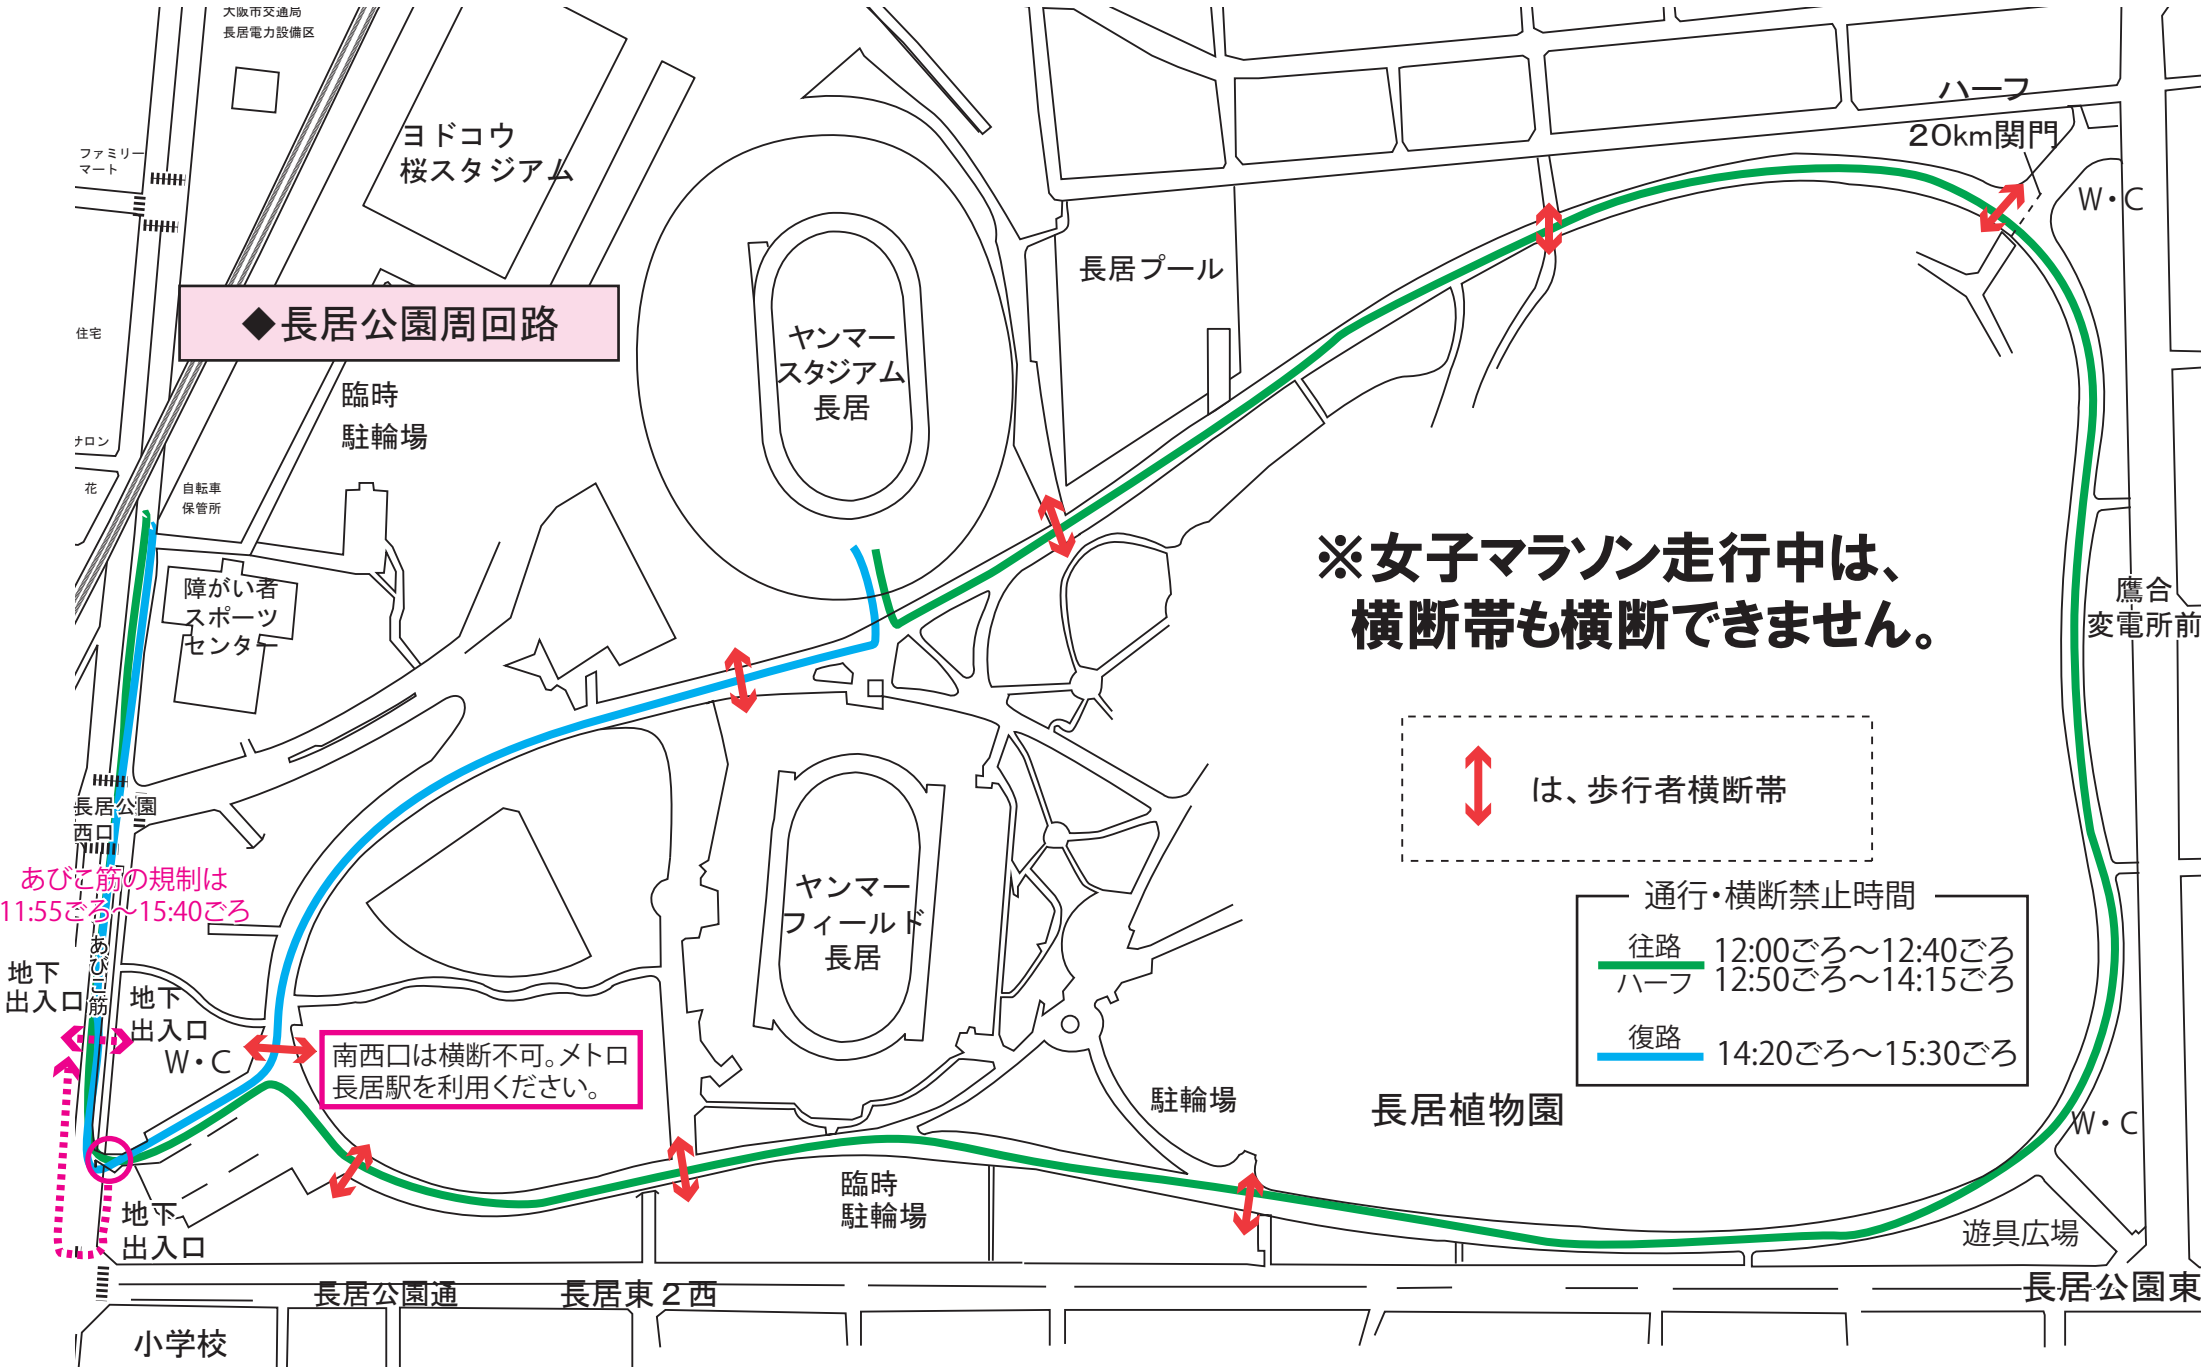 大阪市交通局
長居電力設備区
ハーフ
20km関門
ヨドコウ
桜スタジアム
ファミリー
マート
W・C
長居プール
◆長居公園周回路
住宅
ヤンマー
スタジアム
長居
臨時
駐輪場
サロン
花
自転車
保管所
※女子マラソン走行中は、
横断帯も横断できません。
障がい者
スポーツ
センター
鷹合
変電所前
は、歩行者横断帯
長居公園
西口
あびこ筋の規制は
11:55ごろ～15:40ごろ
ヤンマー
フィールド
長居
通行・横断禁止時間
往路 12:00ごろ～12:40ごろ
ハーフ 12:50ごろ～14:15ごろ
復路 14:20ごろ～15:30ごろ
あびこ筋
地下
出入口
地下
出入口
W・C
南西口は横断不可。メトロ
長居駅を利用ください。
駐輪場
長居植物園
W・C
臨時
駐輪場
地下
出入口
遊具広場
長居公園通
長居東2西
長居公園東
小学校